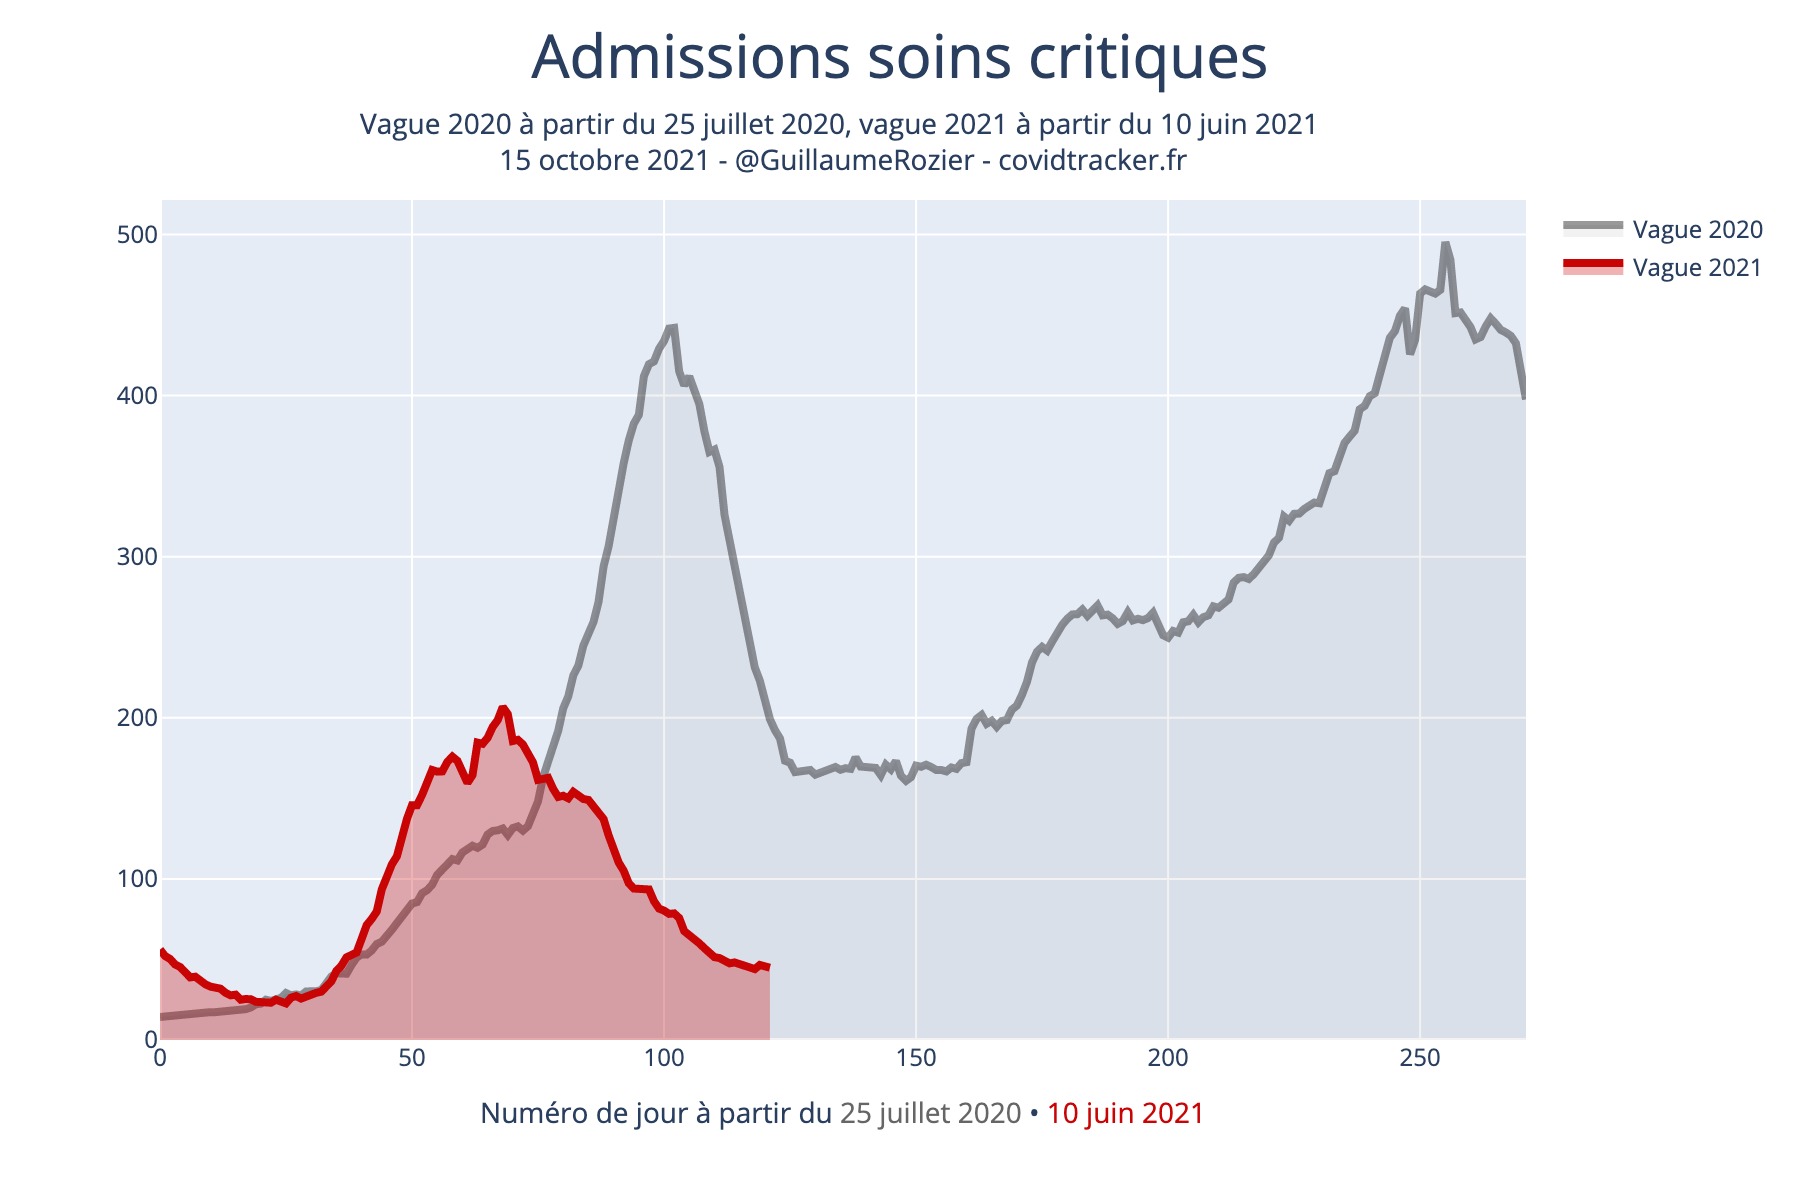 Admissions soins critiques
Vague 2020 à partir du 25 juillet 2020, vague 2021 à partir du 10 juin 2021
15 octobre 2021 - @GuillaumeRozier - covidtracker.fr
Vague 2020
Vague 2021
500
400
300
200
100
0
0 50 100 150 200 250
Numéro de jour à partir du 25 juillet 2020 • 10 juin 2021